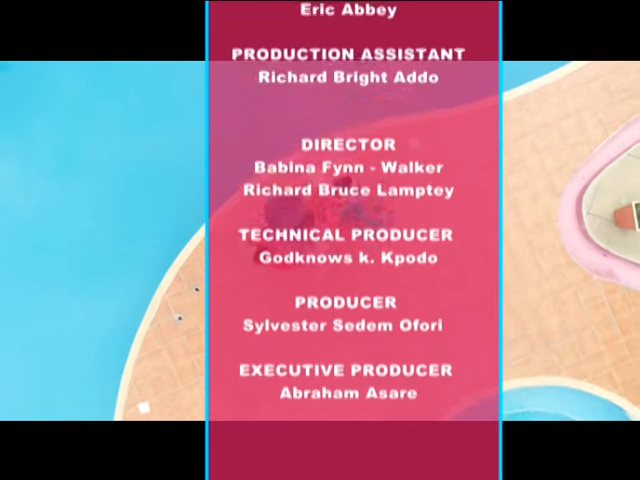 Eric Abbey
PRODUCTION ASSISTANT
Richard Bright Addo
DIRECTOR
Babina Fynn - Walker
Richard Bruce Lamptey
TECHNICAL PRODUCER
Godknows k. Kpodo
PRODUCER
Sylvester Sedem Ofori
EXECUTIVE PRODUCER
Abraham Asare